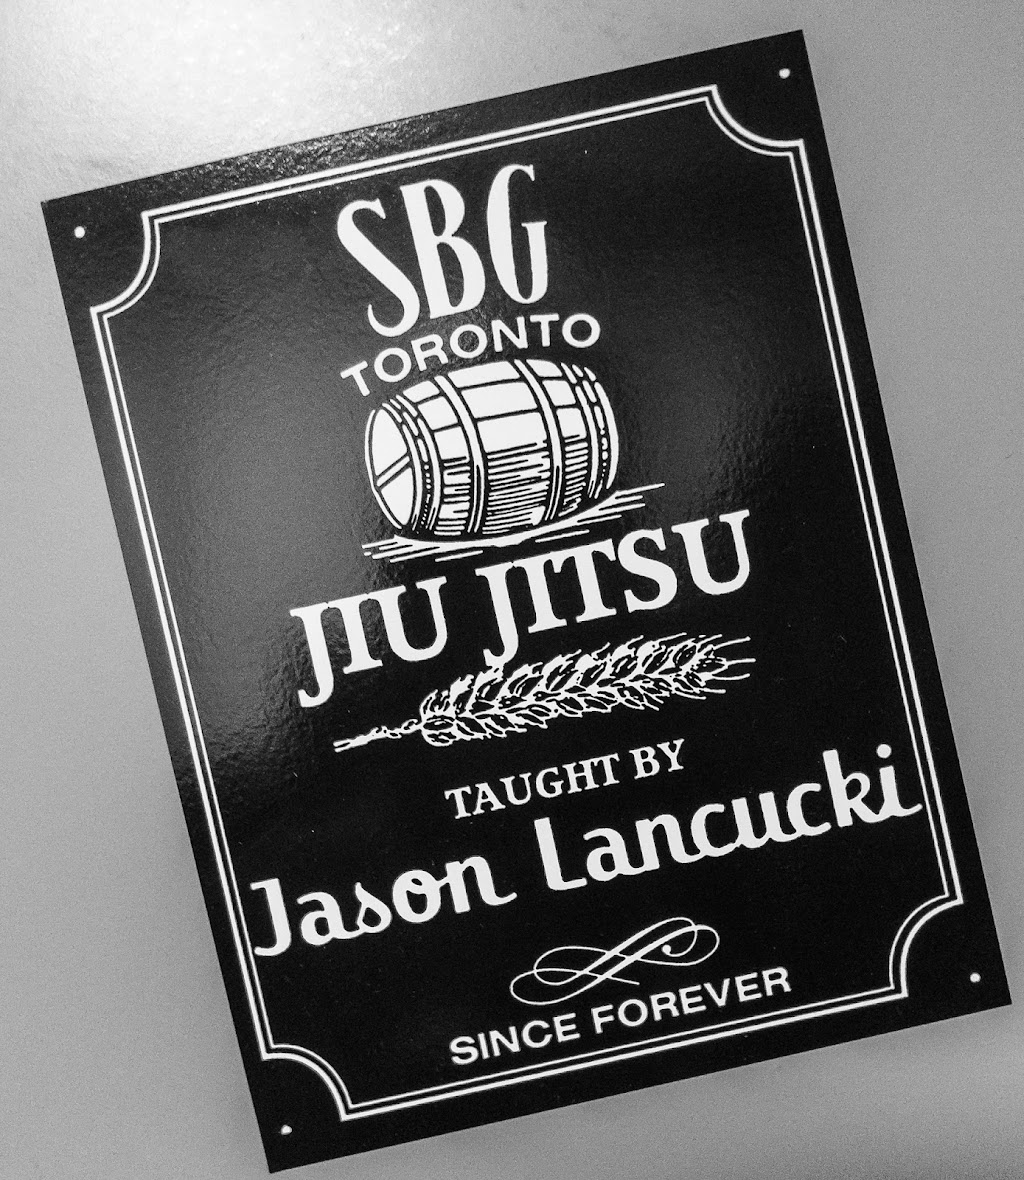 SBG
TORONTO
JIU JITSU
TAUGHT BY
Jason Lancucki
SINCE FOREVER